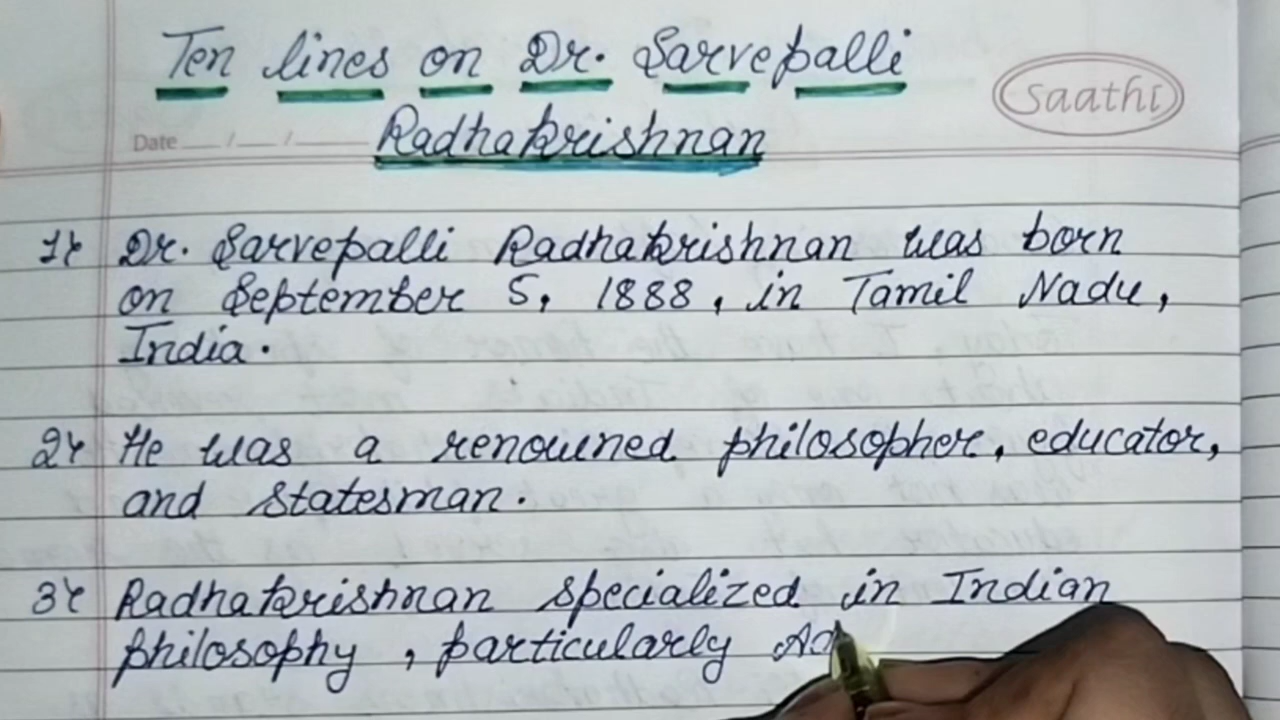 Ten lines on Dr. Sarvepalli
Saathi
Date / /
Radhakrishnan
1. Dr. Sarvepalli Radhakrishnan was born
on September 5, 1888, in Tamil Nadu,
India.
2. He was a renowned philosopher, educator,
and statesman.
3. Radhakrishnan specialized in Indian
philosophy, particularly